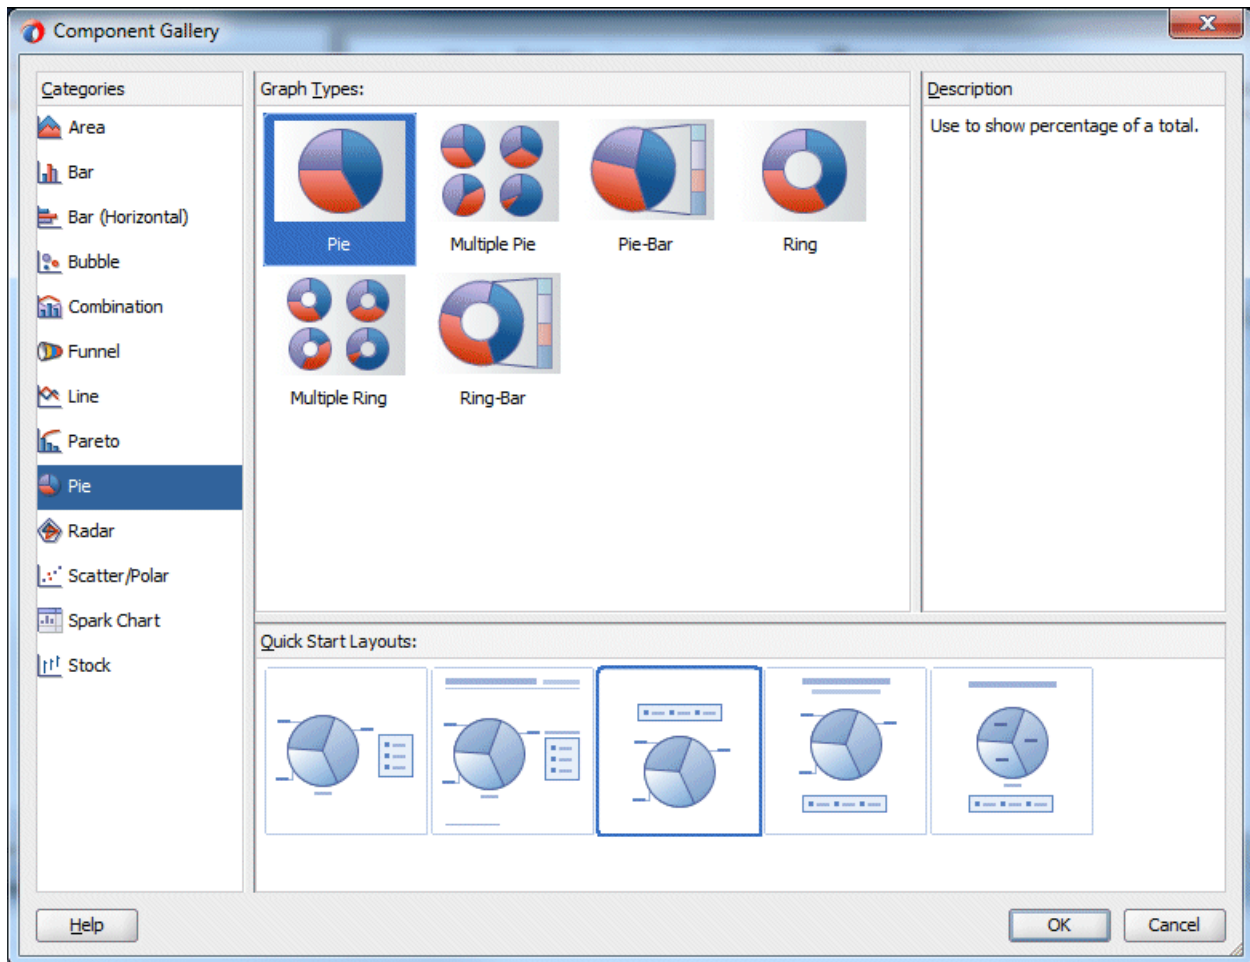 Component Gallery
Categories
Area
Bar
Bar (Horizontal)
Bubble
Combination
Funnel
Line
Pareto
Pie
Radar
Scatter/Polar
Spark Chart
Stock
Graph Types:
Pie
Multiple Pie
Pie-Bar
Ring
Multiple Ring
Ring-Bar
Description
Use to show percentage of a total.
Quick Start Layouts:
Help
OK
Cancel